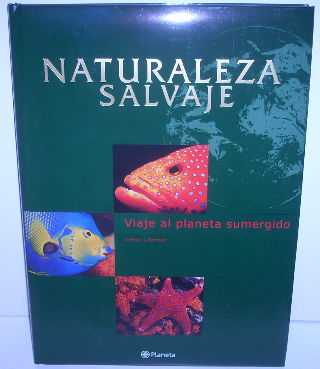 NATURALEZA
SALVAJE
Viaje al planeta sumergido
Planeta